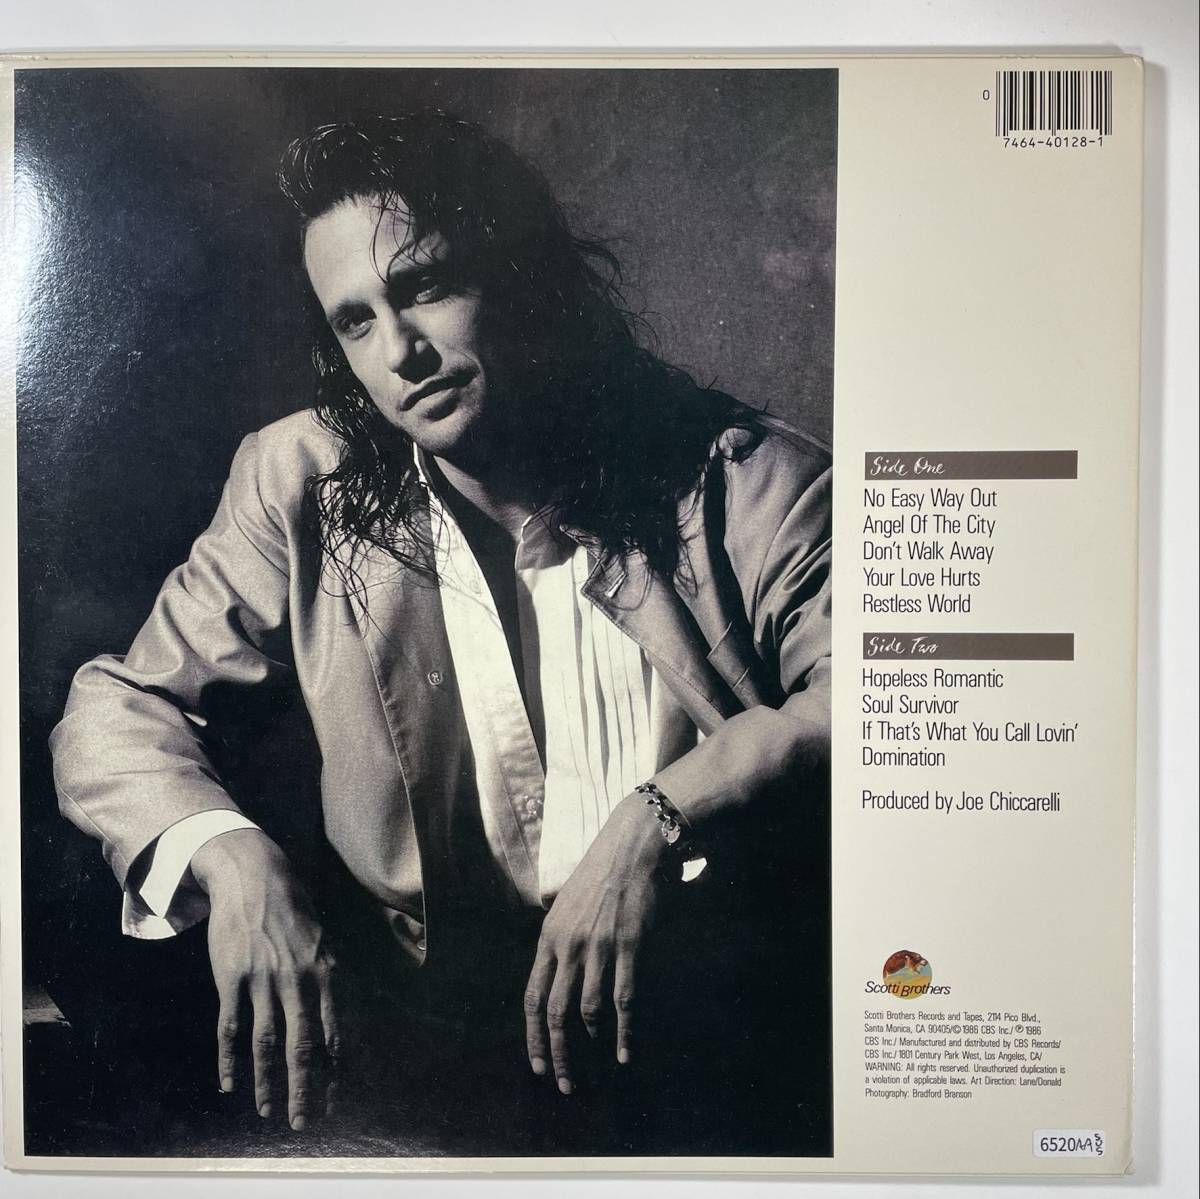 0
7464-40128-1
Side One
No Easy Way Out
Angel Of The City
Don't Walk Away
Your Love Hurts
Restless World
Side Two
Hopeless Romantic
Soul Survivor
If That's What You Call Lovin'
Domination
Produced by Joe Chiccarelli
Scotti Brothers
Scotti Brothers Records and Tapes, 2114 Pico Blvd.,
Santa Monica, CA 90405/© 1986 CBS Inc./ ℗ 1986
CBS Inc./ Manufactured and distributed by CBS Records/
CBS Inc./ 1801 Century Park West, Los Angeles, CA/
WARNING: All rights reserved. Unauthorized duplication is
a violation of applicable laws. Art Direction: Lane/Donald
Photography: Bradford Branson
6520AA